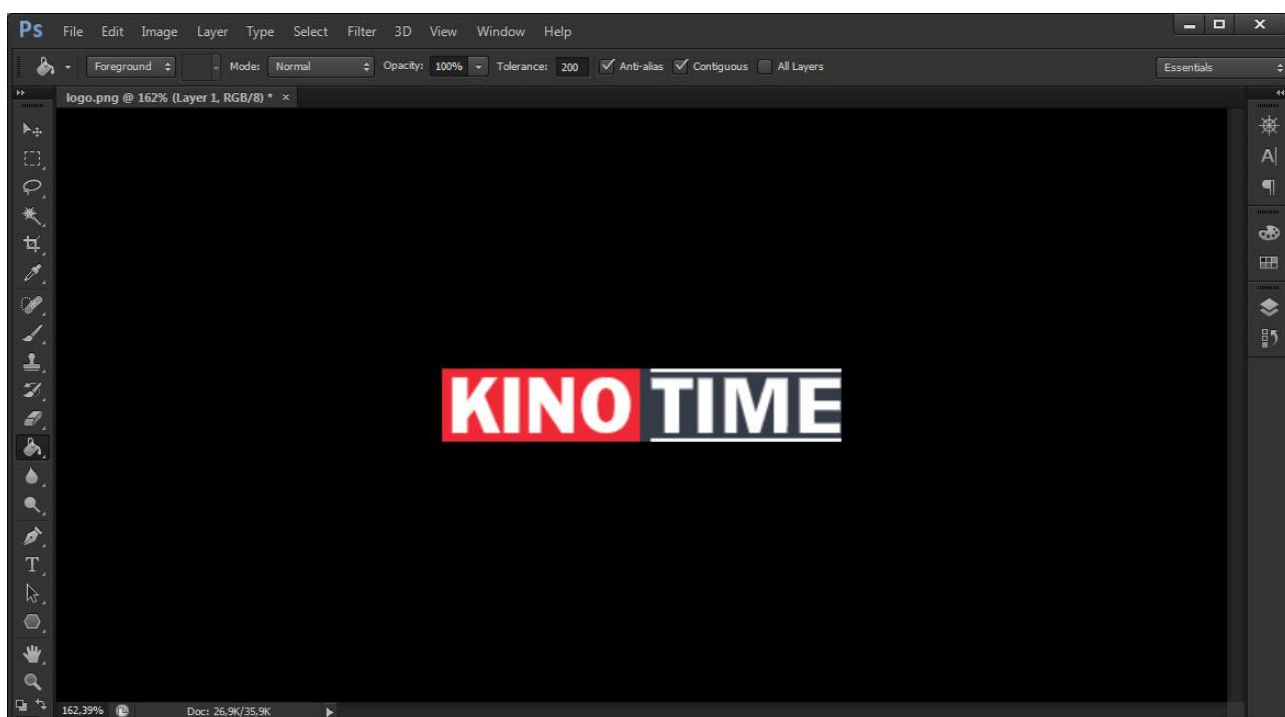 Ps File Edit Image Layer Type Select Filter 3D View Window Help
Foreground Mode: Normal Opacity: 100% Tolerance: 200 Anti-alias Contiguous All Layers Essentials
logo.png @ 162% (Layer 1, RGB/8) * ×
KINO TIME
162,39% Doc: 26,9K/35,9K